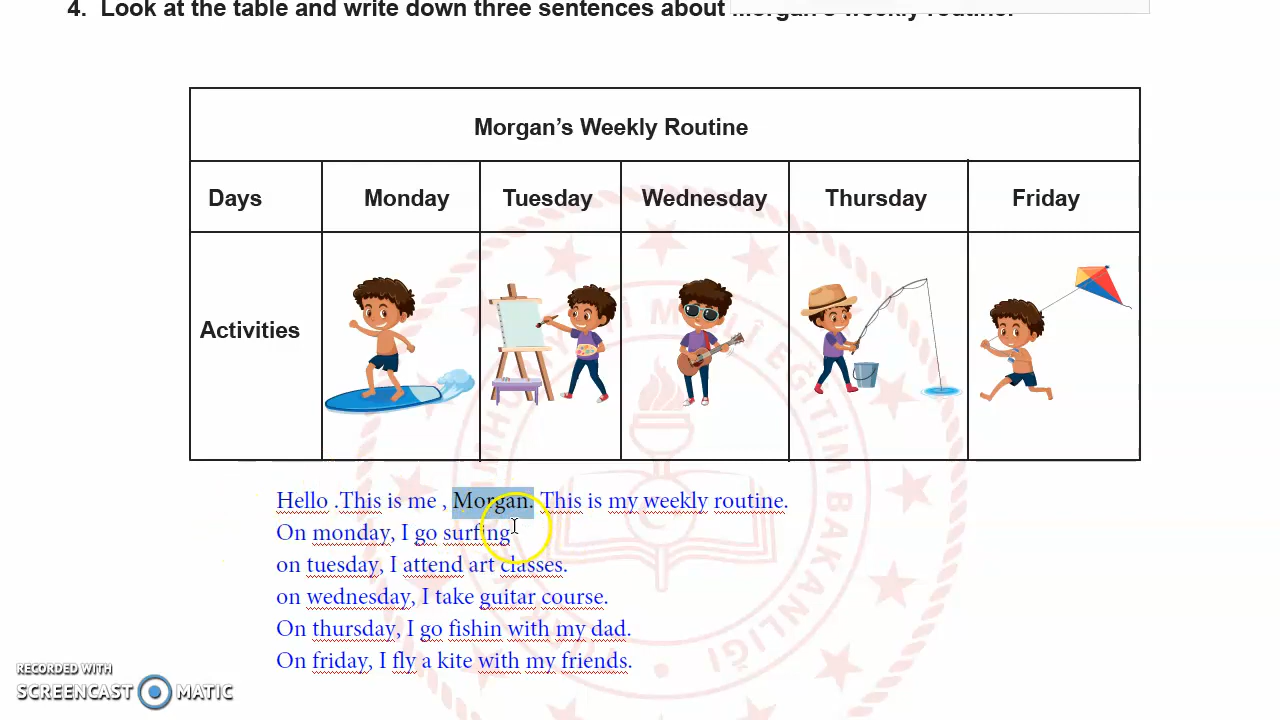 4. Look at the table and write down three sentences about Morgan's weekly routine.
Morgan's Weekly Routine
Days Monday Tuesday Wednesday Thursday Friday
Activities
Hello .This is me , Morgan. This is my weekly routine.
On monday, I go surfing
on tuesday, I attend art classes.
on wednesday, I take guitar course.
On thursday, I go fishin with my dad.
On friday, I fly a kite with my friends.
RECORDED WITH
SCREENCAST MATIC